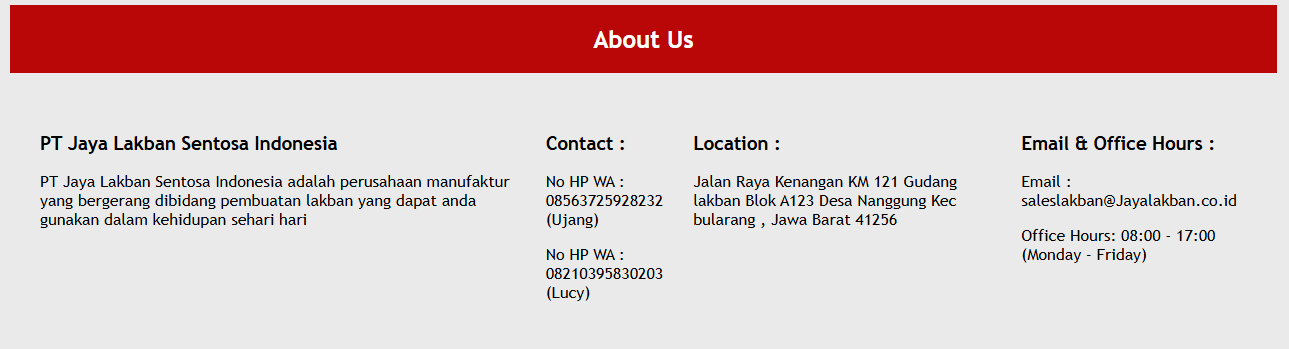 About Us
PT Jaya Lakban Sentosa Indonesia
PT Jaya Lakban Sentosa Indonesia adalah perusahaan manufaktur
yang bergerang dibidang pembuatan lakban yang dapat anda
gunakan dalam kehidupan sehari hari
Contact :
No HP WA :
08563725928232
(Ujang)
No HP WA :
08210395830203
(Lucy)
Location :
Jalan Raya Kenangan KM 121 Gudang
lakban Blok A123 Desa Nanggung Kec
bularang , Jawa Barat 41256
Email & Office Hours :
Email :
saleslakban@Jayalakban.co.id
Office Hours: 08:00 - 17:00
(Monday - Friday)